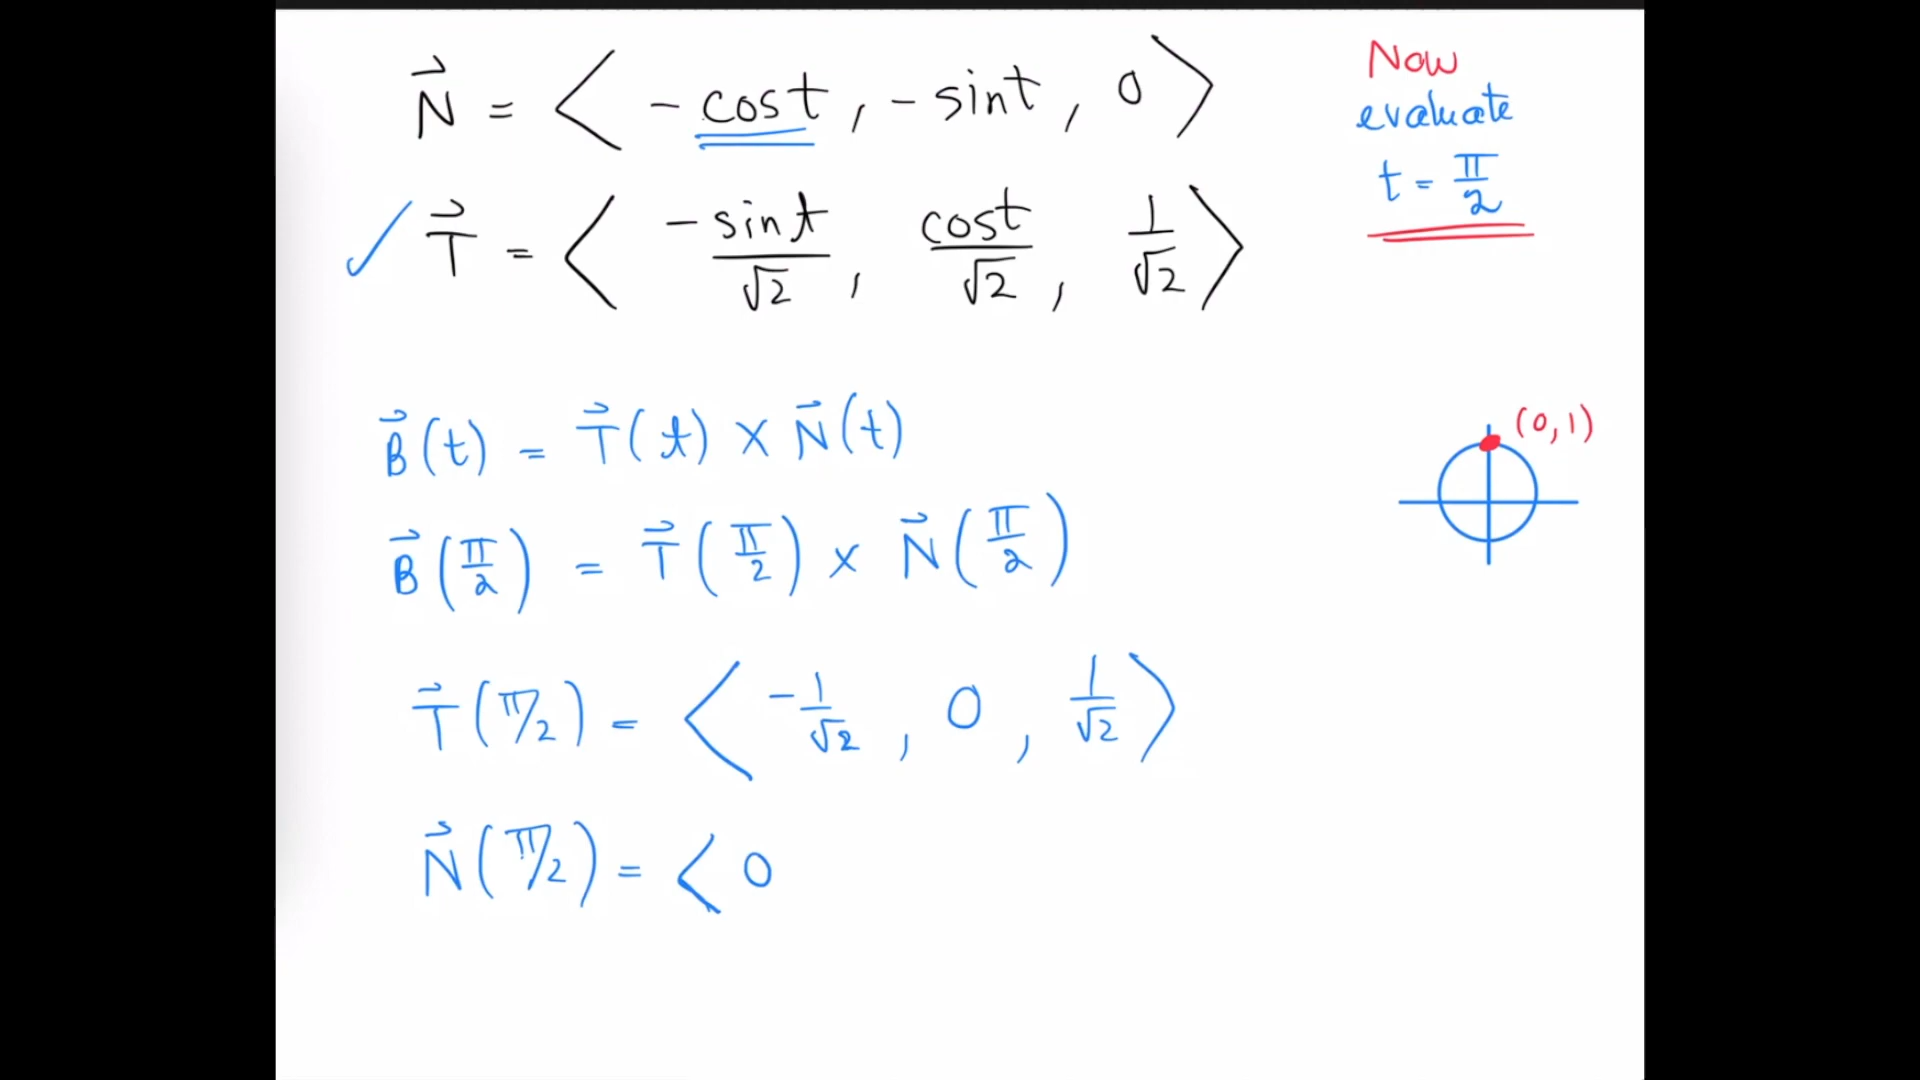 N⃗ = ⟨ -cost, -sint, 0 ⟩
Now
evaluate
t = π/2
T⃗ = ⟨ -sint/√2, cost/√2, 1/√2 ⟩
B⃗(t) = T⃗(t) × N⃗(t)
(0,1)
B⃗(π/2) = T⃗(π/2) × N⃗(π/2)
T⃗(π/2) = ⟨ -1/√2, 0, 1/√2 ⟩
N⃗(π/2) = ⟨ 0